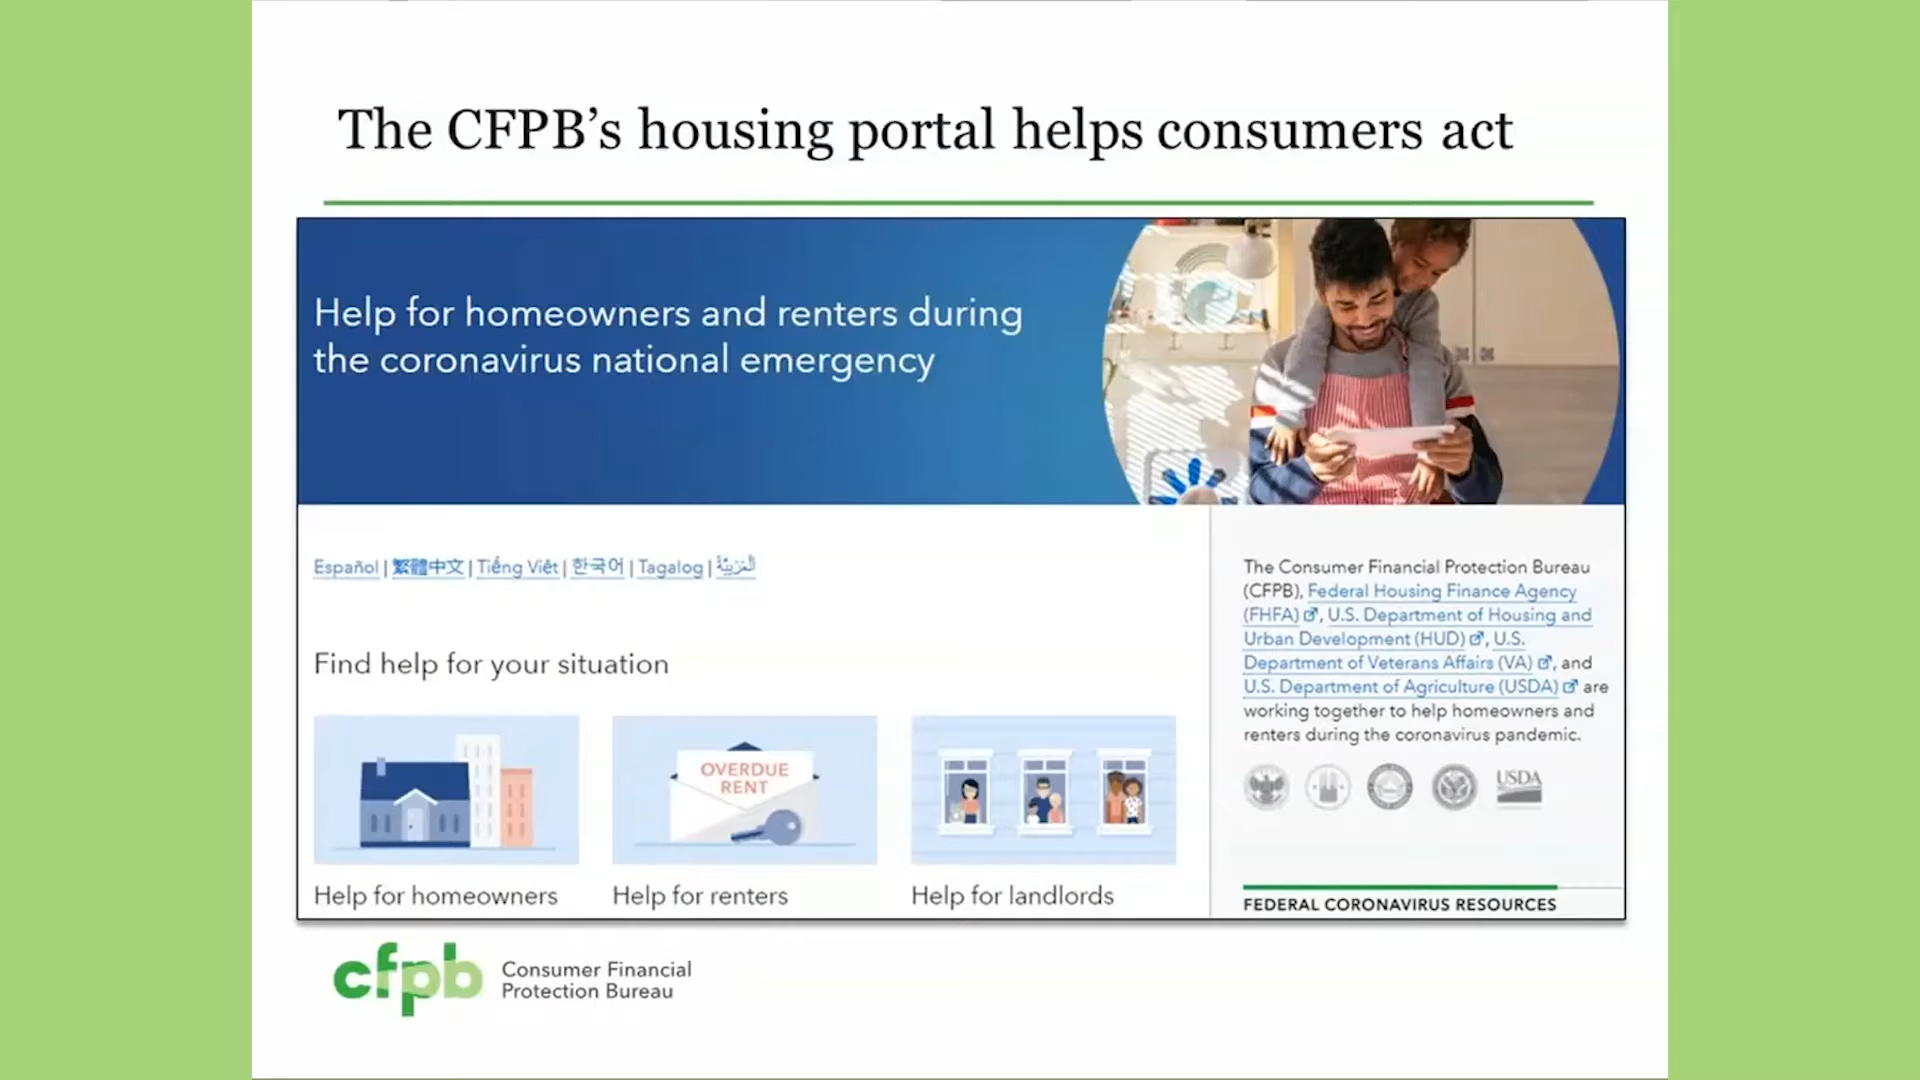 The CFPB’s housing portal helps consumers act
Help for homeowners and renters during
the coronavirus national emergency
Español | 繁體中文 | Tiếng Việt | 한국어 | Tagalog | العَرَبِيَّة
Find help for your situation
OVERDUE
RENT
Help for homeowners
Help for renters
Help for landlords
The Consumer Financial Protection Bureau
(CFPB), Federal Housing Finance Agency
(FHFA), U.S. Department of Housing and
Urban Development (HUD), U.S.
Department of Veterans Affairs (VA), and
U.S. Department of Agriculture (USDA) are
working together to help homeowners and
renters during the coronavirus pandemic.
USDA
FEDERAL CORONAVIRUS RESOURCES
cfpb
Consumer Financial
Protection Bureau